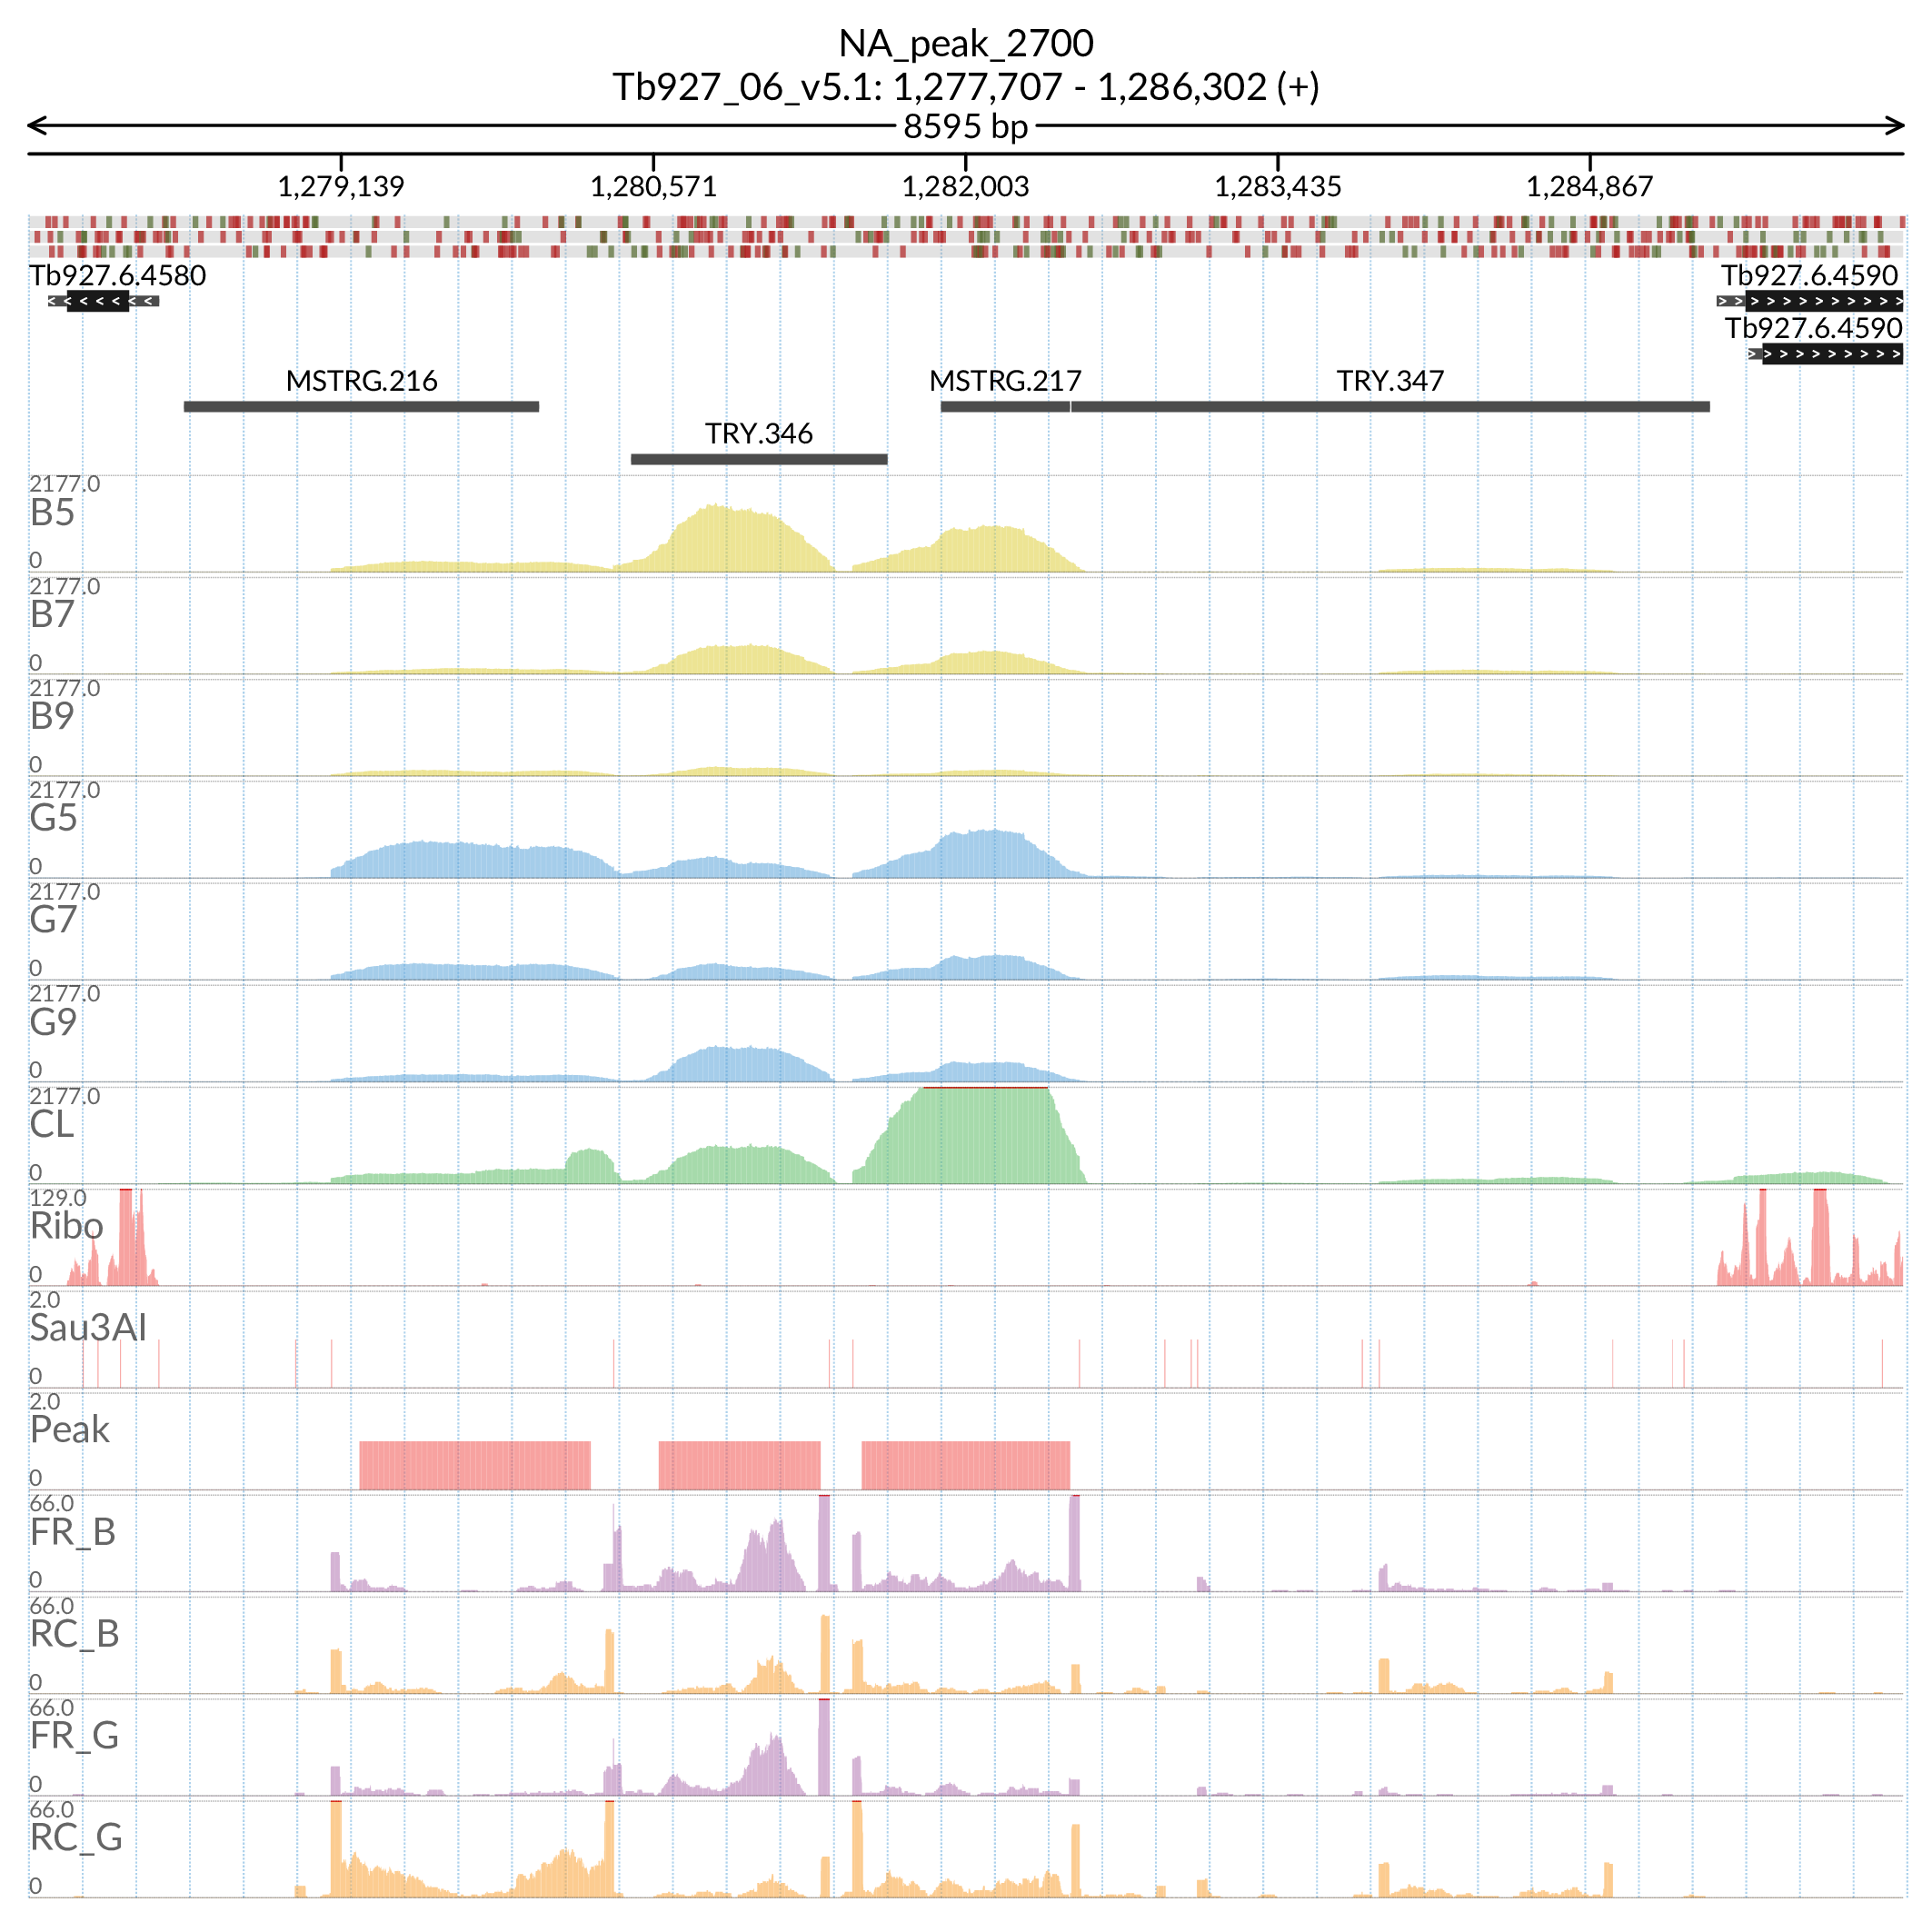 NA_peak_2700
Tb927_06_v5.1: 1,277,707 - 1,286,302 (+)
8595 bp
1,279,139 1,280,571 1,282,003 1,283,435 1,284,867
Tb927.6.4580 Tb927.6.4590
Tb927.6.4590
MSTRG.216 MSTRG.217 TRY.347
TRY.346
2177.0
B5
0
2177.0
B7
0
2177.0
B9
0
2177.0
G5
0
2177.0
G7
0
2177.0
G9
0
2177.0
CL
0
129.0
Ribo
0
2.0
Sau3AI
0
2.0
Peak
0
66.0
FR_B
0
66.0
RC_B
0
66.0
FR_G
0
66.0
RC_G
0